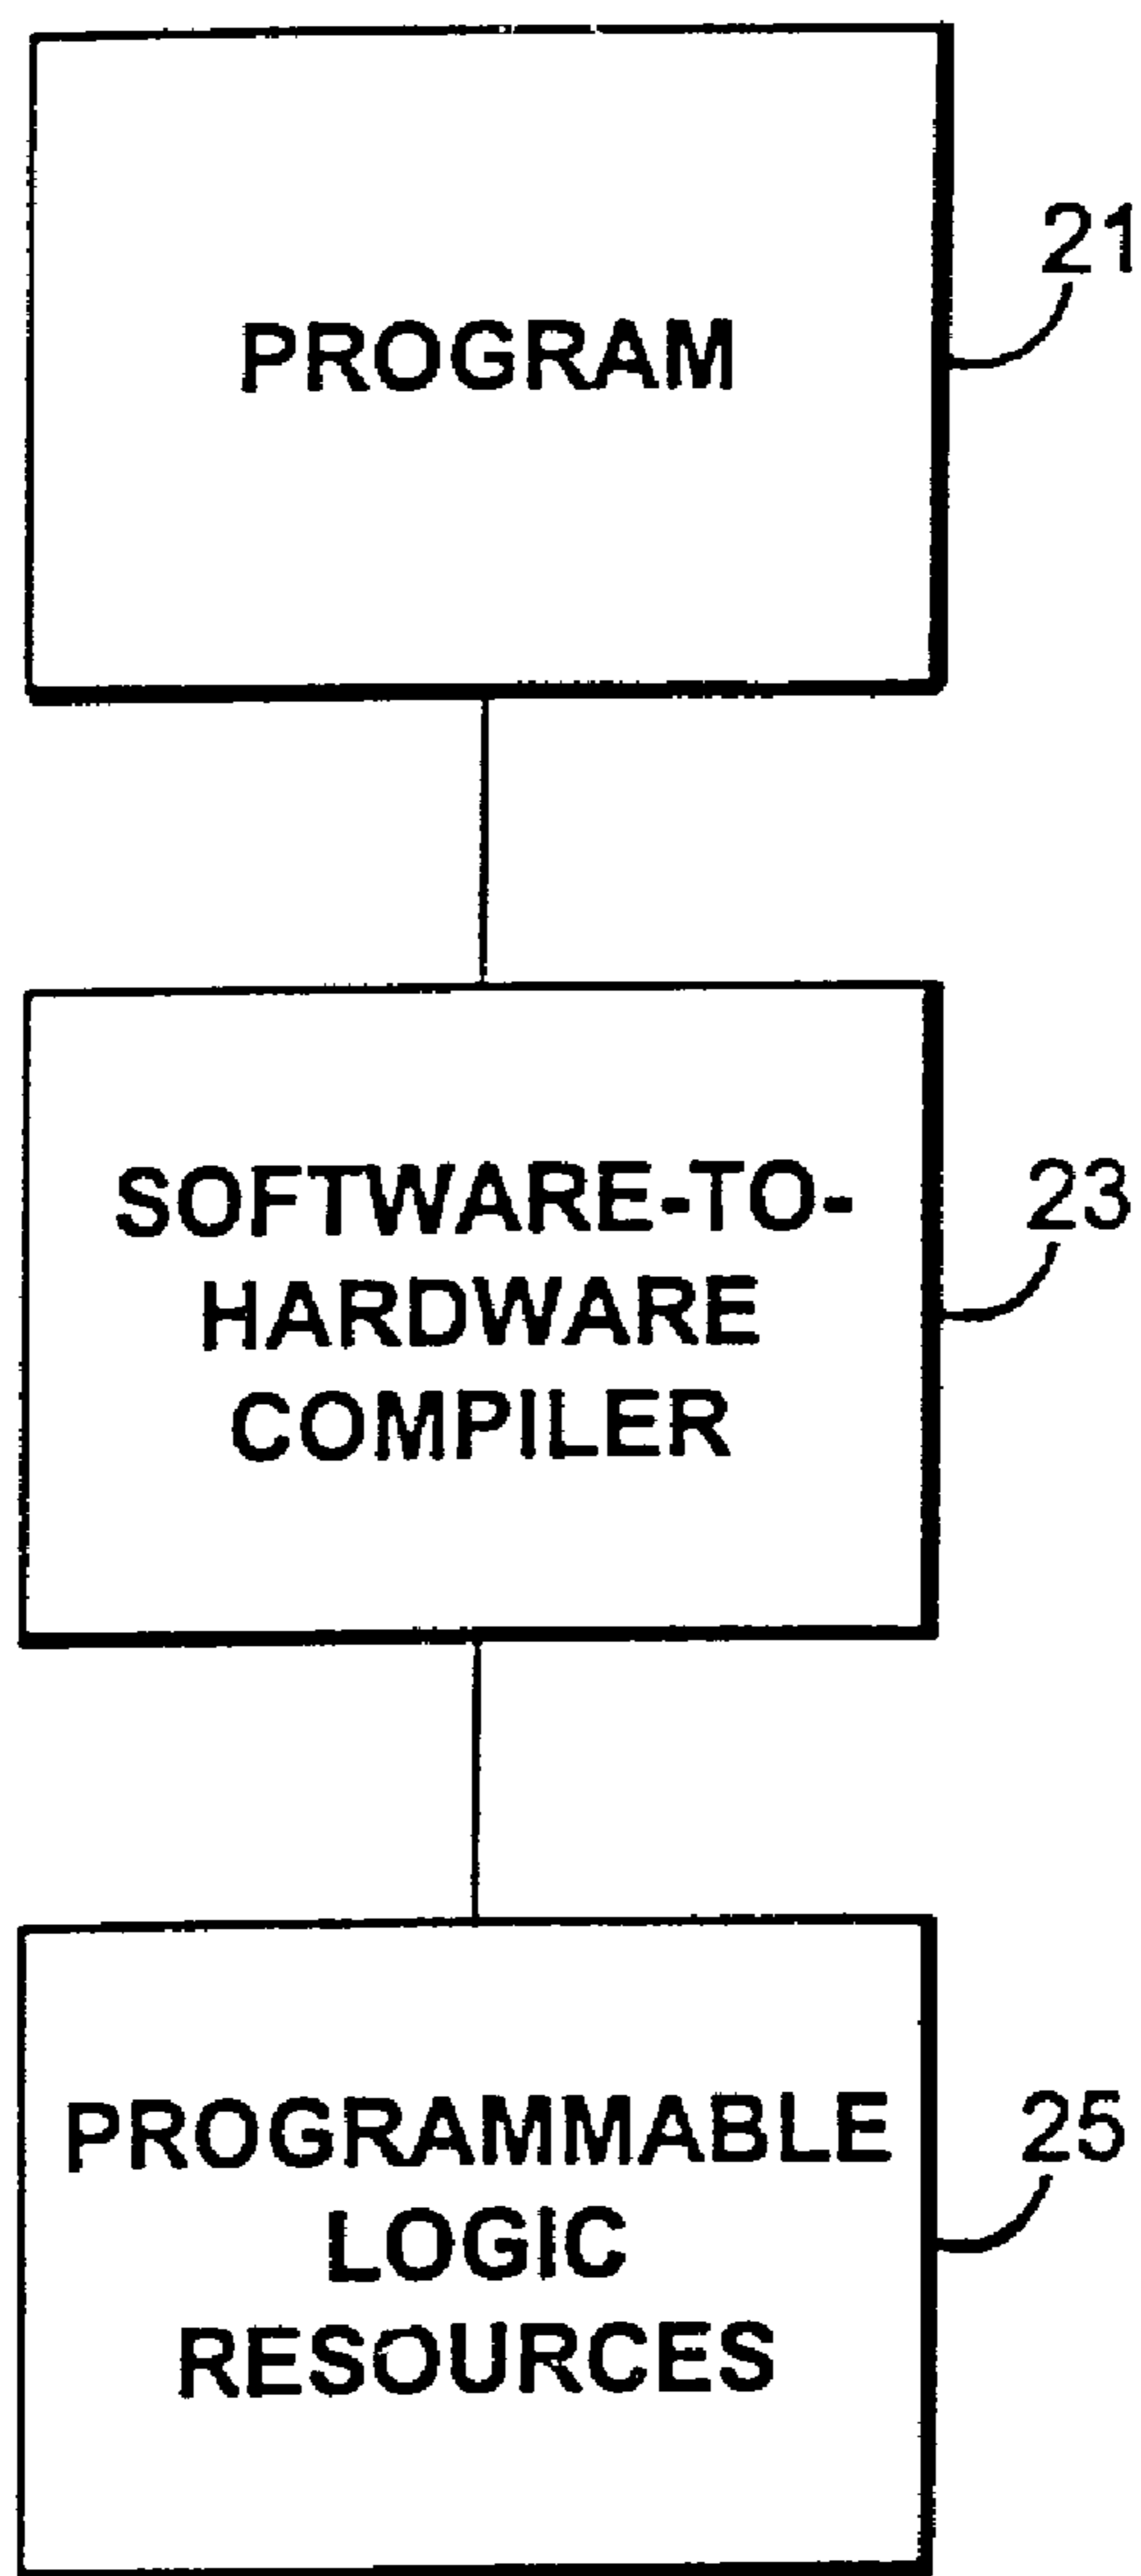 PROGRAM
21
SOFTWARE-TO-
HARDWARE
COMPILER
23
PROGRAMMABLE
LOGIC
RESOURCES
25